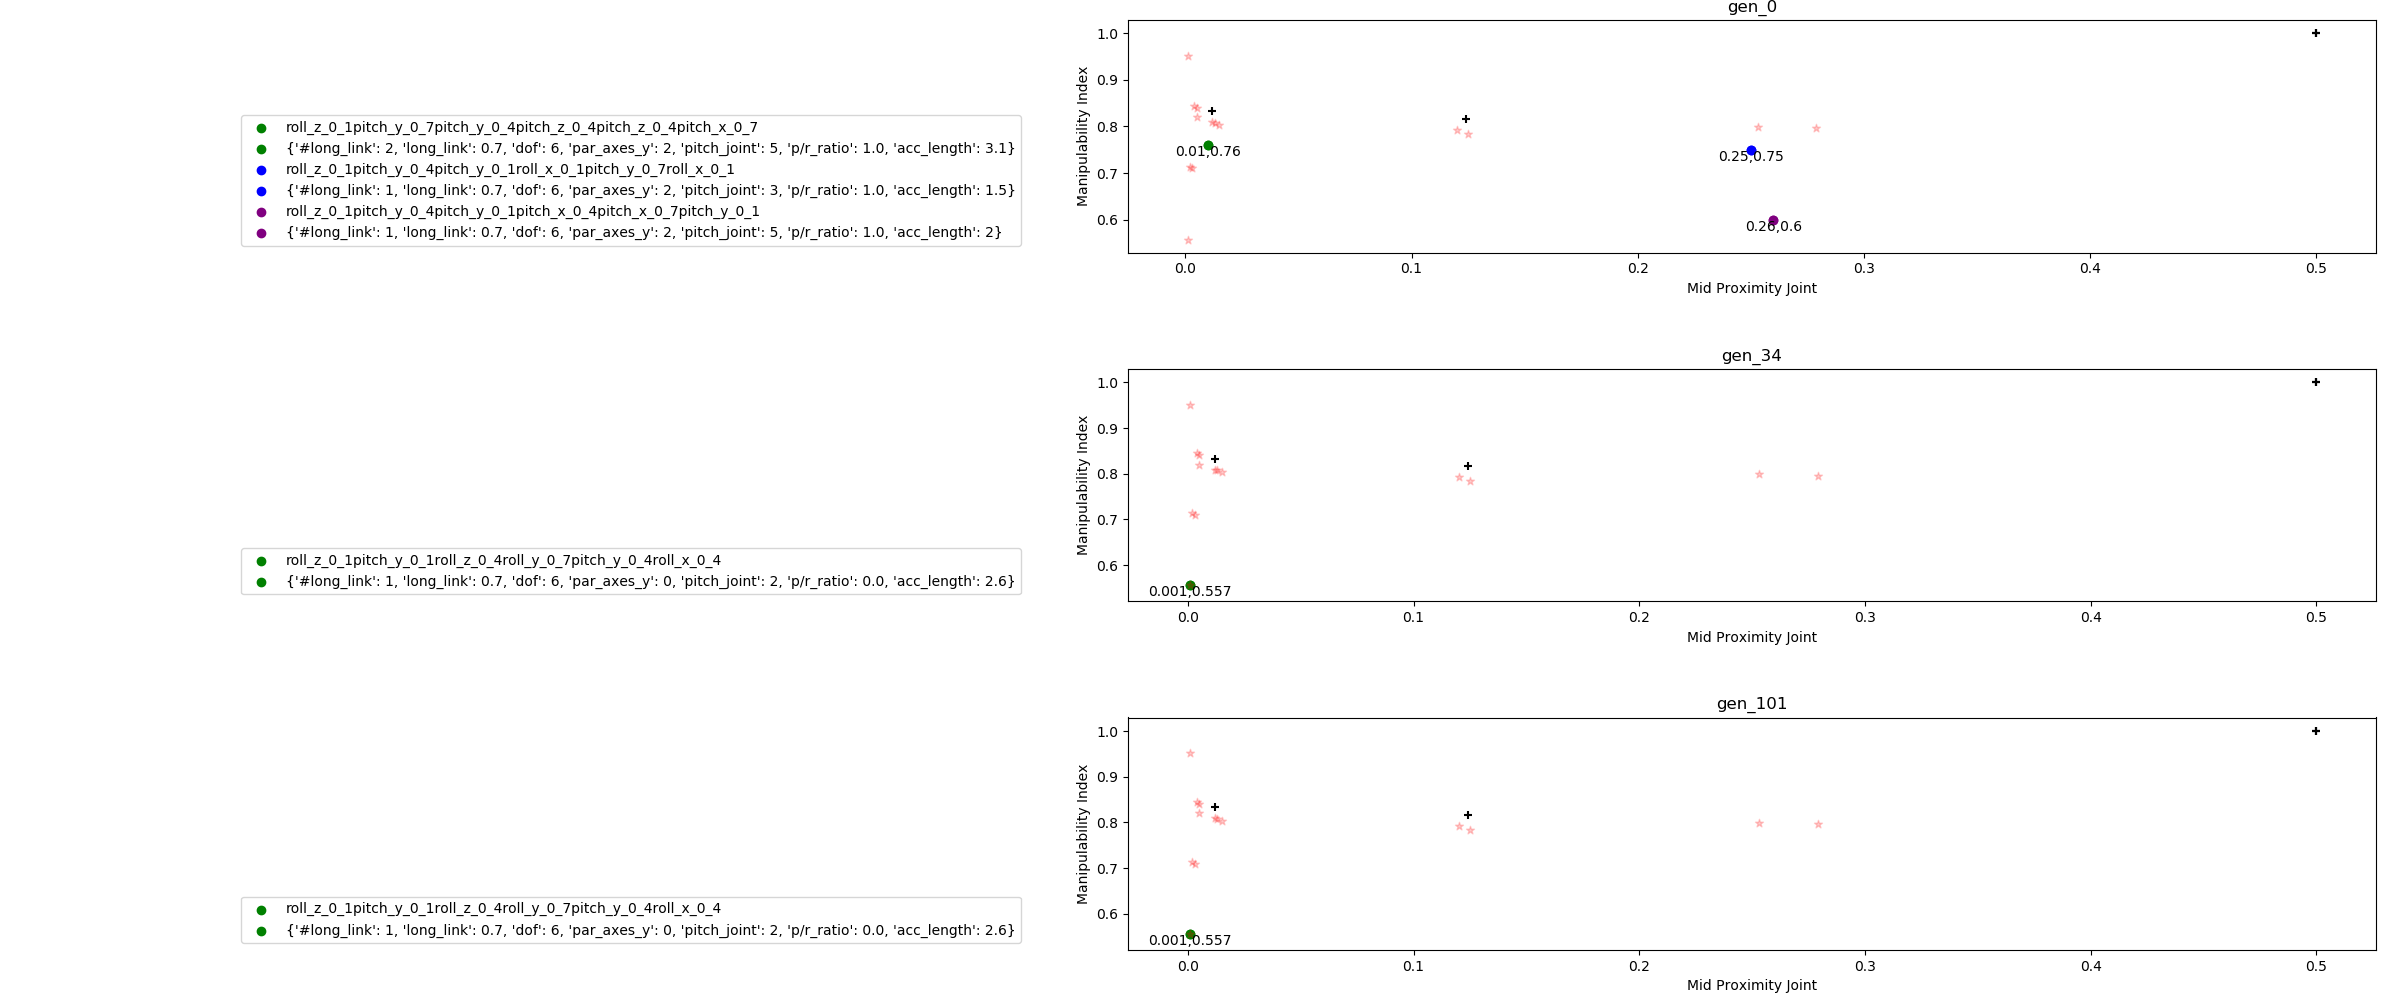 gen_0
1.0
0.9
0.8
0.7
0.6
Manipulability Index
roll_z_0_1pitch_y_0_7pitch_y_0_4pitch_z_0_4pitch_z_0_4pitch_x_0_7
{'#long_link': 2, 'long_link': 0.7, 'dof': 6, 'par_axes_y': 2, 'pitch_joint': 5, 'p/r_ratio': 1.0, 'acc_length': 3.1}
roll_z_0_1pitch_y_0_4pitch_y_0_1roll_x_0_1pitch_y_0_7roll_x_0_1
{'#long_link': 1, 'long_link': 0.7, 'dof': 6, 'par_axes_y': 2, 'pitch_joint': 3, 'p/r_ratio': 1.0, 'acc_length': 1.5}
roll_z_0_1pitch_y_0_4pitch_y_0_1pitch_x_0_4pitch_x_0_7pitch_y_0_1
{'#long_link': 1, 'long_link': 0.7, 'dof': 6, 'par_axes_y': 2, 'pitch_joint': 5, 'p/r_ratio': 1.0, 'acc_length': 2}
0.01,0.76
0.25,0.75
0.26,0.6
0.0 0.1 0.2 0.3 0.4 0.5
Mid Proximity Joint
gen_34
1.0
0.9
0.8
0.7
0.6
Manipulability Index
roll_z_0_1pitch_y_0_1roll_z_0_4roll_y_0_7pitch_y_0_4roll_x_0_4
{'#long_link': 1, 'long_link': 0.7, 'dof': 6, 'par_axes_y': 0, 'pitch_joint': 2, 'p/r_ratio': 0.0, 'acc_length': 2.6}
0.001,0.557
0.0 0.1 0.2 0.3 0.4 0.5
Mid Proximity Joint
gen_101
1.0
0.9
0.8
0.7
0.6
Manipulability Index
roll_z_0_1pitch_y_0_1roll_z_0_4roll_y_0_7pitch_y_0_4roll_x_0_4
{'#long_link': 1, 'long_link': 0.7, 'dof': 6, 'par_axes_y': 0, 'pitch_joint': 2, 'p/r_ratio': 0.0, 'acc_length': 2.6}
0.001,0.557
0.0 0.1 0.2 0.3 0.4 0.5
Mid Proximity Joint